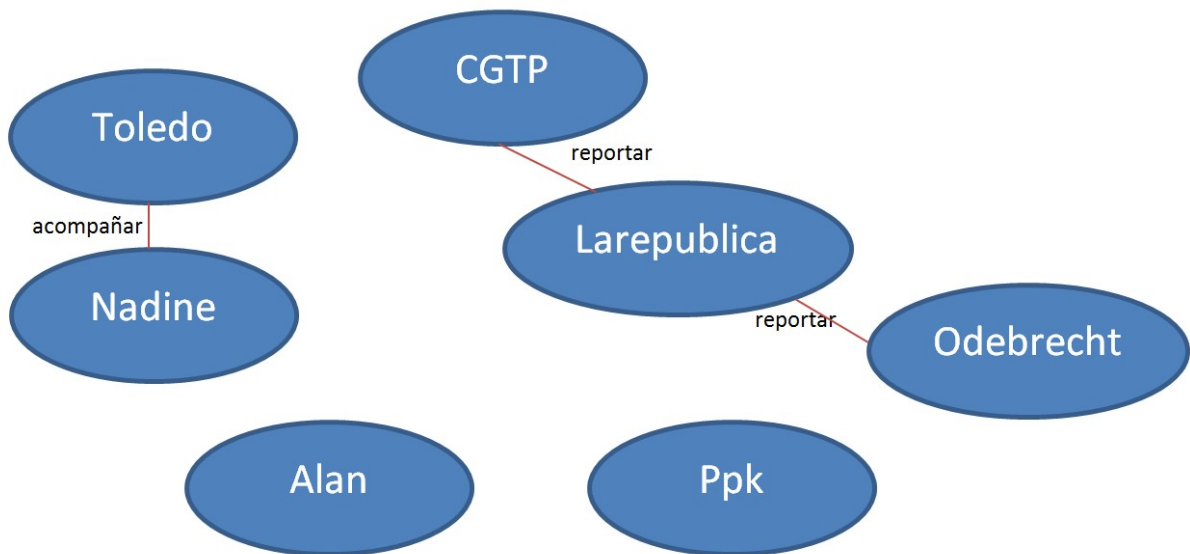 CGTP
Toledo
reportar
acompañar
Larepublica
Nadine
reportar
Odebrecht
Alan
Ppk